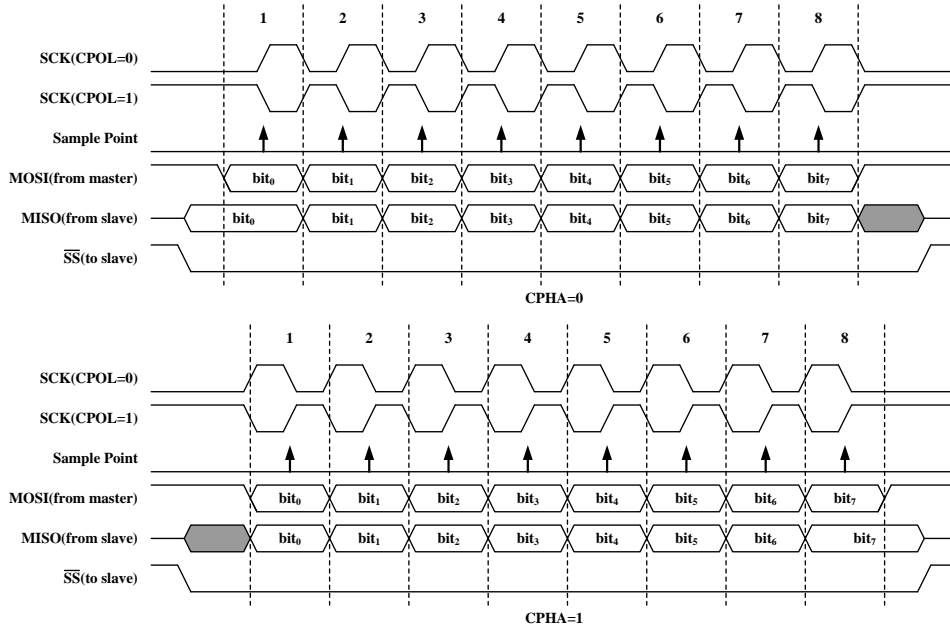 1 2 3 4 5 6 7 8
SCK(CPOL=0)
SCK(CPOL=1)
Sample Point
MOSI(from master) bit₀ bit₁ bit₂ bit₃ bit₄ bit₅ bit₆ bit₇
MISO(from slave) bit₀ bit₁ bit₂ bit₃ bit₄ bit₅ bit₆ bit₇
S̅S̅(to slave)
CPHA=0
1 2 3 4 5 6 7 8
SCK(CPOL=0)
SCK(CPOL=1)
Sample Point
MOSI(from master) bit₀ bit₁ bit₂ bit₃ bit₄ bit₅ bit₆ bit₇
MISO(from slave) bit₀ bit₁ bit₂ bit₃ bit₄ bit₅ bit₆ bit₇
S̅S̅(to slave)
CPHA=1